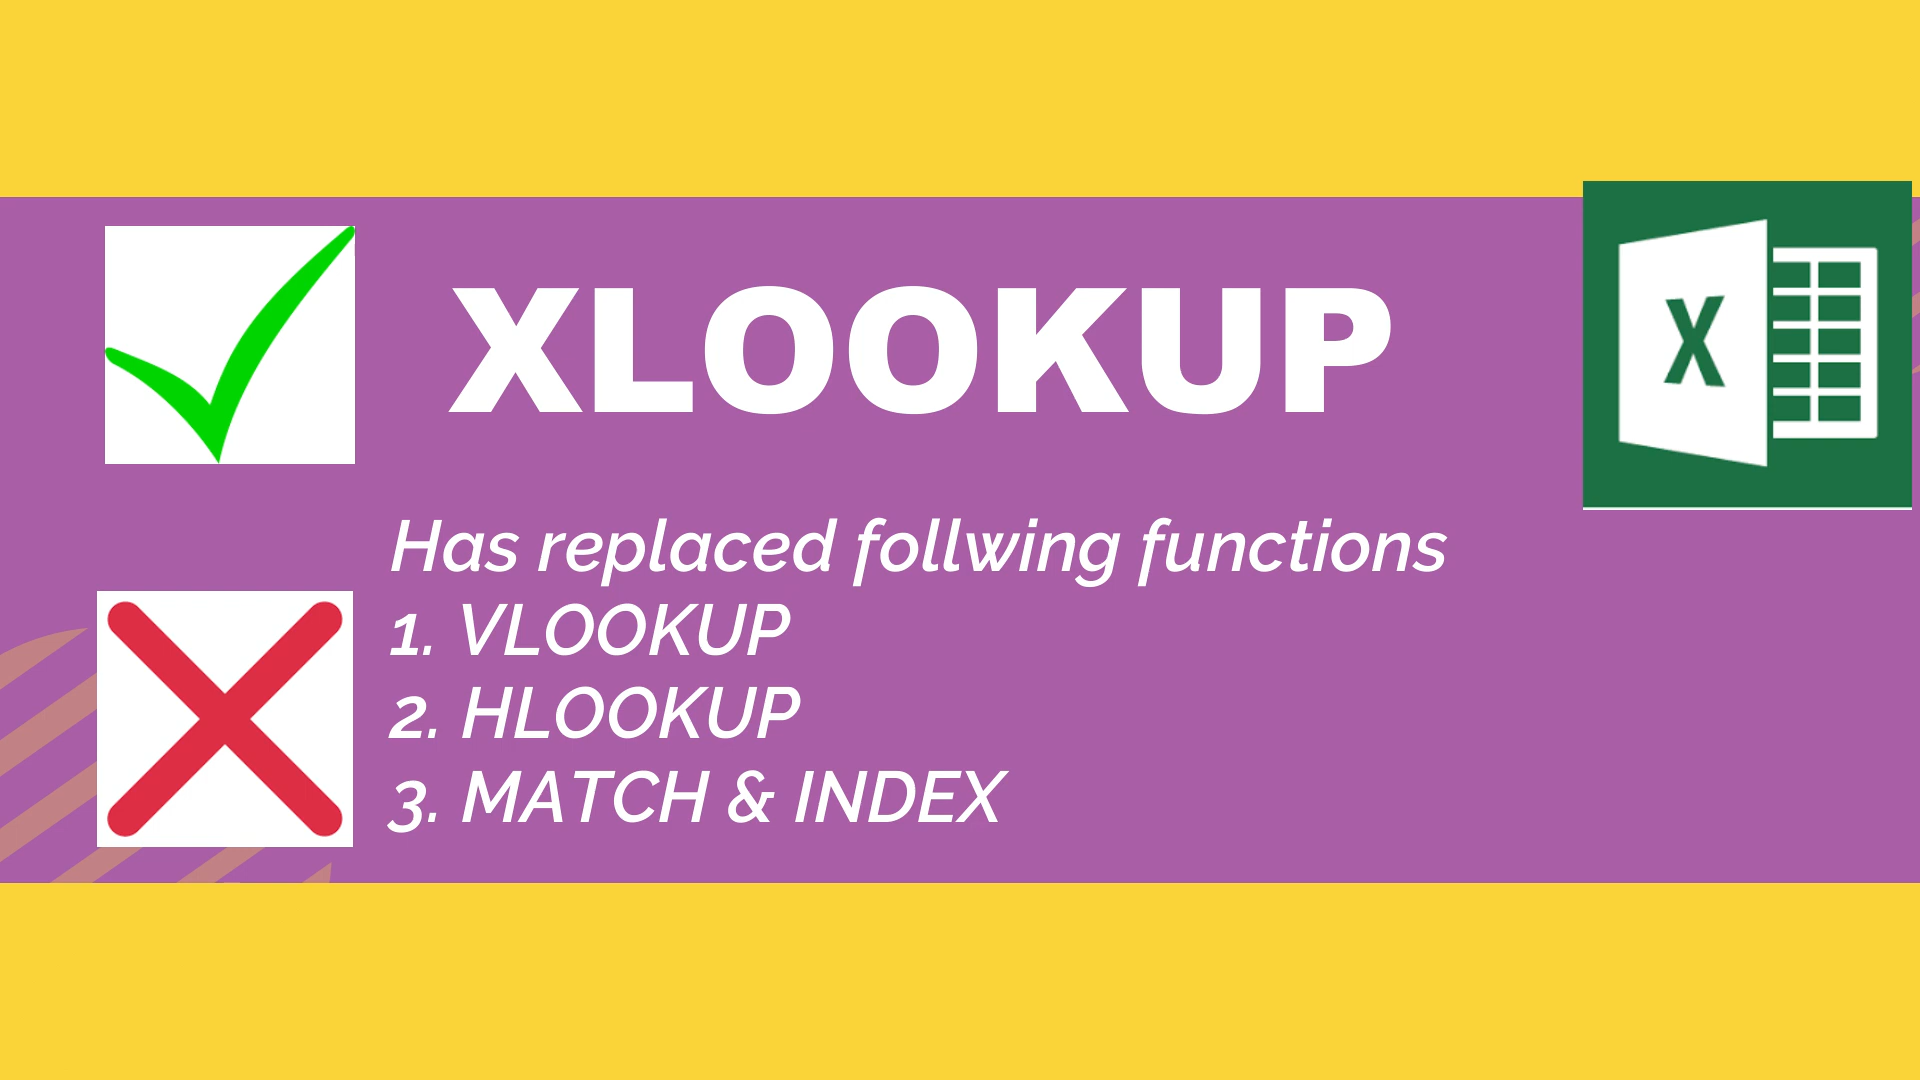 XLOOKUP
X
Has replaced follwing functions
1. VLOOKUP
2. HLOOKUP
3. MATCH & INDEX